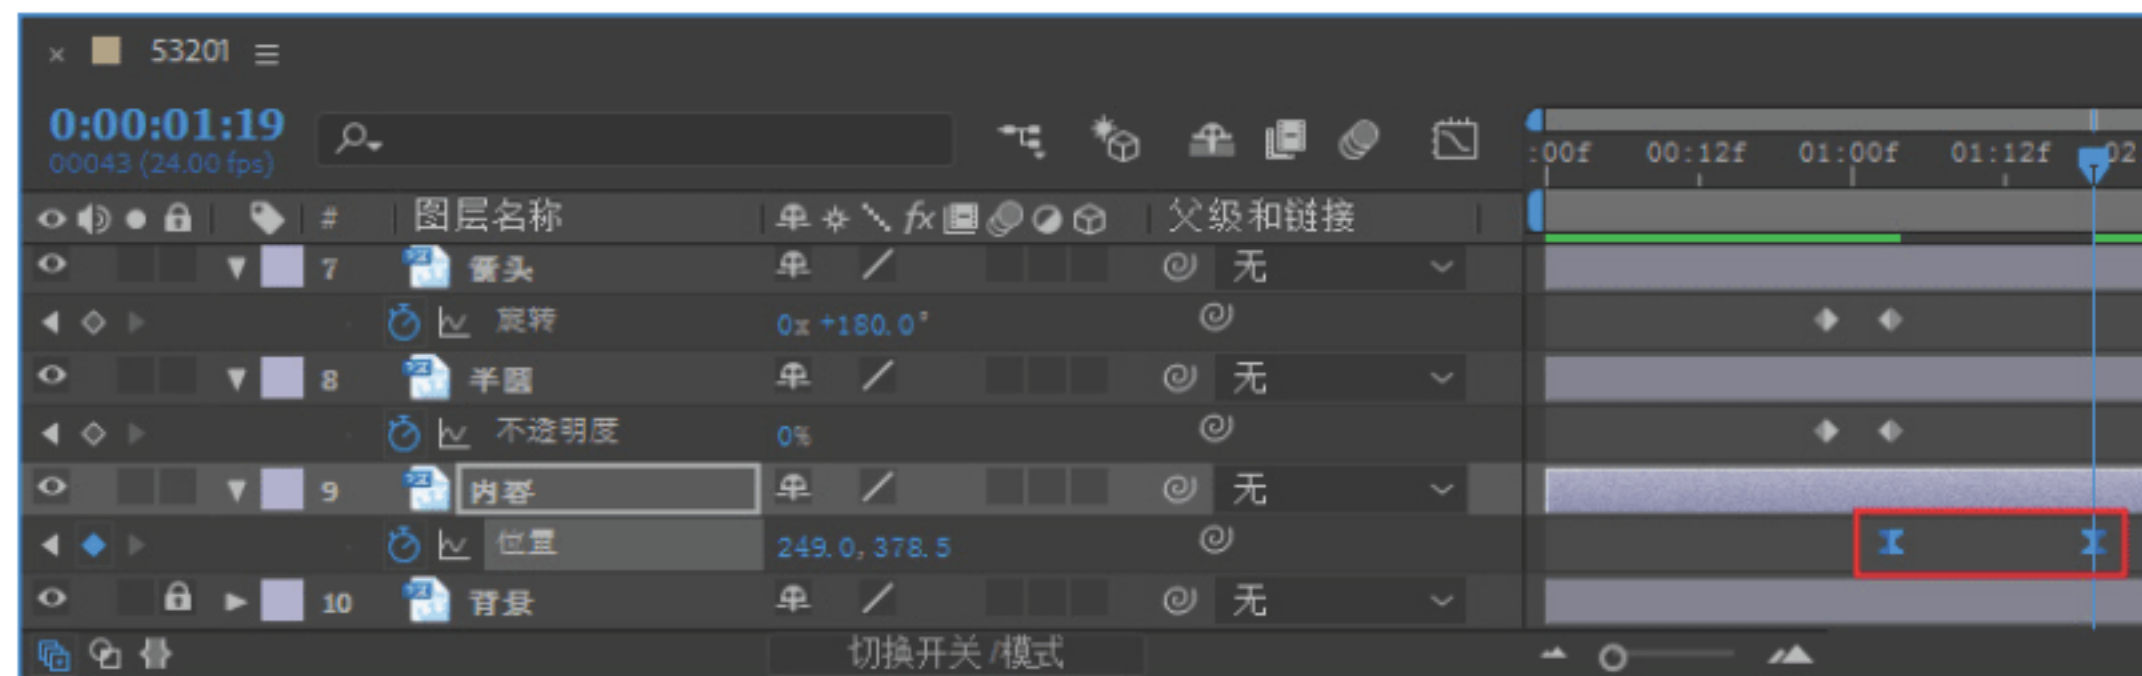 53201
0:00:01:19
00043 (24.00 fps)
:00f 00:12f 01:00f 01:12f 02
# 图层名称 fx 父级和链接
7 箭头 无
旋转 0x +180.0°
8 半圆 无
不透明度 0%
9 内容 无
位置 249.0, 378.5
10 背景 无
切换开关/模式